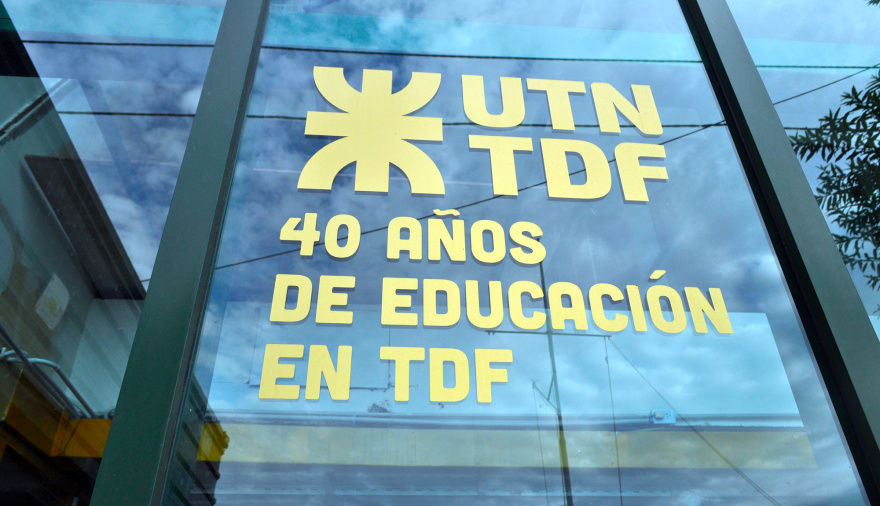 UTN
TDF
40 AÑOS
DE EDUCACIÓN
EN TDF